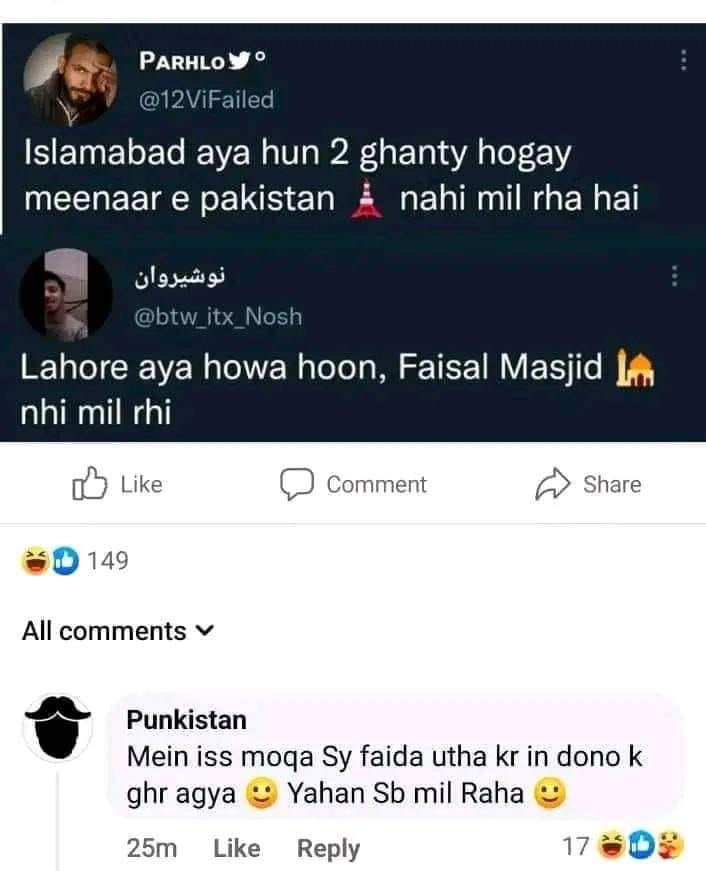 PARHLO
@12ViFailed
Islamabad aya hun 2 ghanty hogay
meenaar e pakistan 🗼 nahi mil rha hai
نوشیروان
@btw_itx_Nosh
Lahore aya howa hoon, Faisal Masjid 🕌
nhi mil rhi
Like Comment Share
149
All comments
Punkistan
Mein iss moqa Sy faida utha kr in dono k
ghr agya 🙂 Yahan Sb mil Raha 🙂
25m Like Reply 17